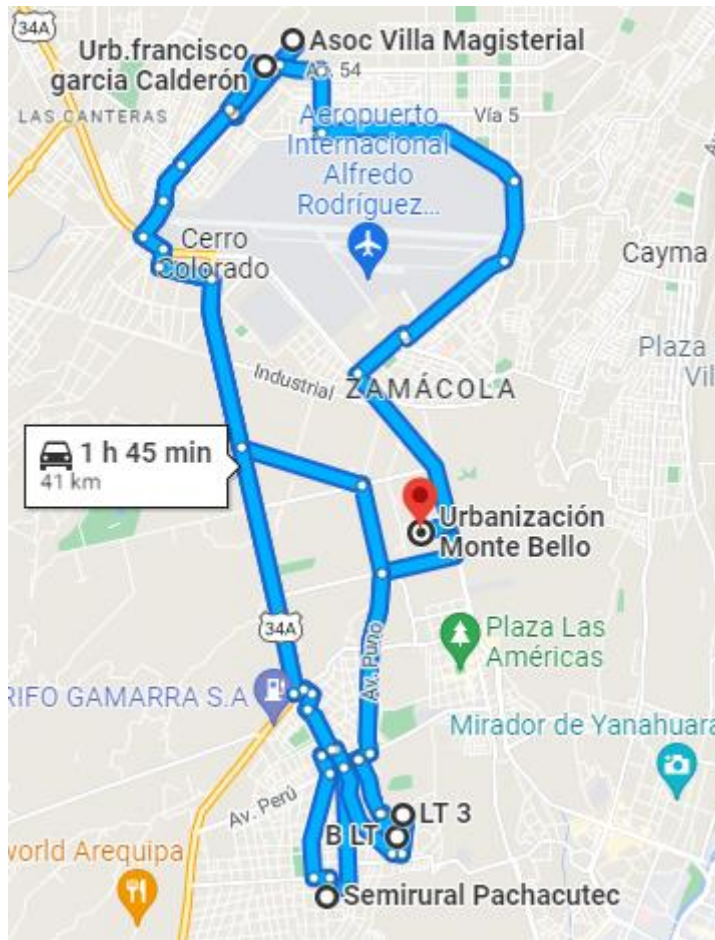 34A
Asoc Villa Magisterial
Urb.francisco
garcia Calderón
Av. 54
LAS CANTERAS
Vía 5
Aeropuerto
Internacional
Alfredo
Rodríguez...
Cerro
Colorado
Cayma
Plaza
Vil
Industrial
ZAMÁCOLA
1 h 45 min
41 km
Urbanización
Monte Bello
34A
Av. Puno
Plaza Las
Américas
RIFO GAMARRA S.A
Mirador de Yanahuara
Av. Perú
LT 3
B LT
world Arequipa
Semirural Pachacutec